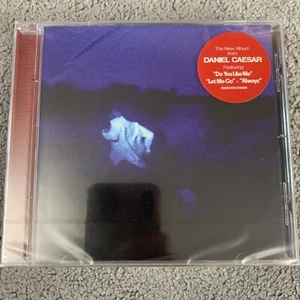 The New Album
from
DANIEL CAESAR
Featuring
"Do You Like Me",
"Let Me Go" - "Always"